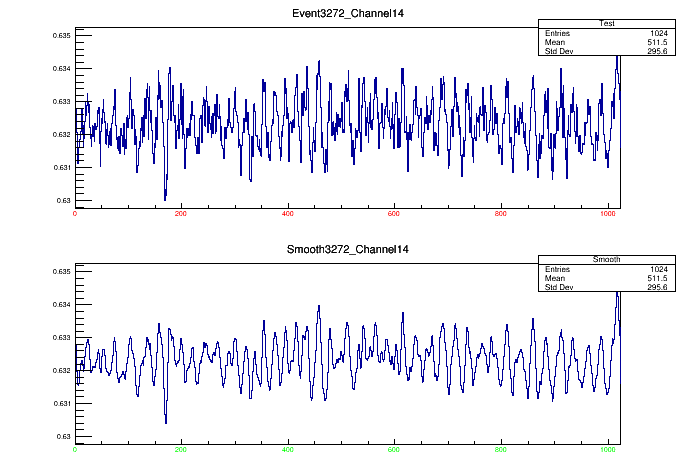 Event3272_Channel14
Test
Entries 1024
Mean 511.5
Std Dev 295.6
0.635
0.634
0.633
0.632
0.631
0.63
0 200 400 600 800 1000
Smooth3272_Channel14
Smooth
Entries 1024
Mean 511.5
Std Dev 295.6
0.635
0.634
0.633
0.632
0.631
0.63
0 200 400 600 800 1000